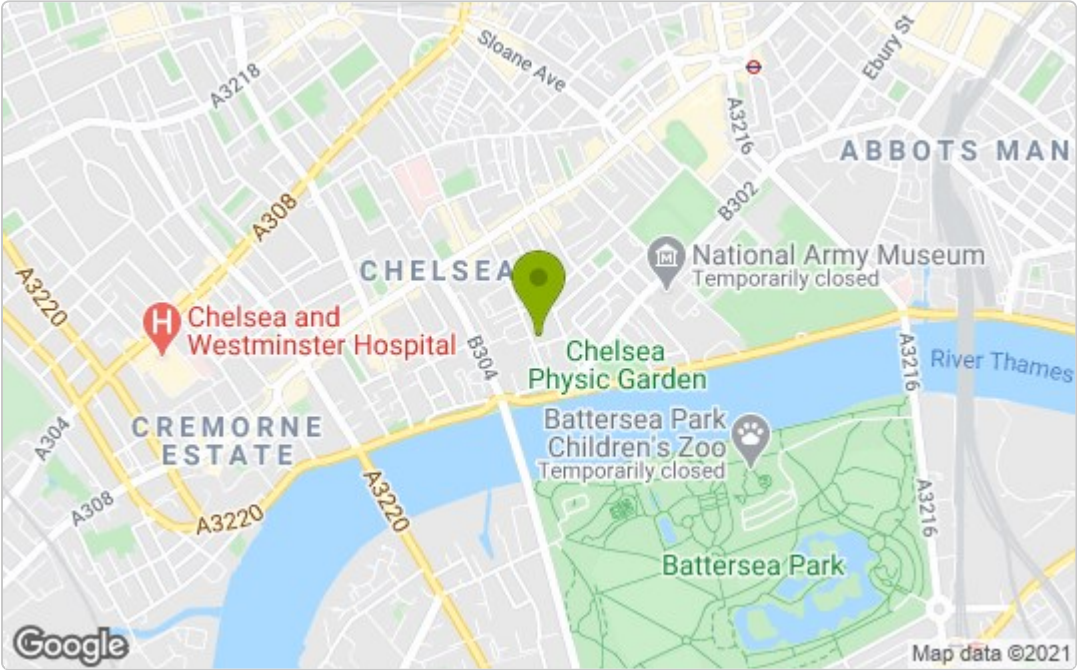 Sloane Ave
Ebury St
A3218
A3216
ABBOTS MAN
B302
A308
CHELSEA
National Army Museum
Temporarily closed
A3220
H
Chelsea and
Westminster Hospital
B304
Chelsea
Physic Garden
A3216
River Thames
Battersea Park
Children's Zoo
Temporarily closed
CREMORNE
ESTATE
A304
A308
A3220
A3220
A3216
Battersea Park
Google
Map data ©2021